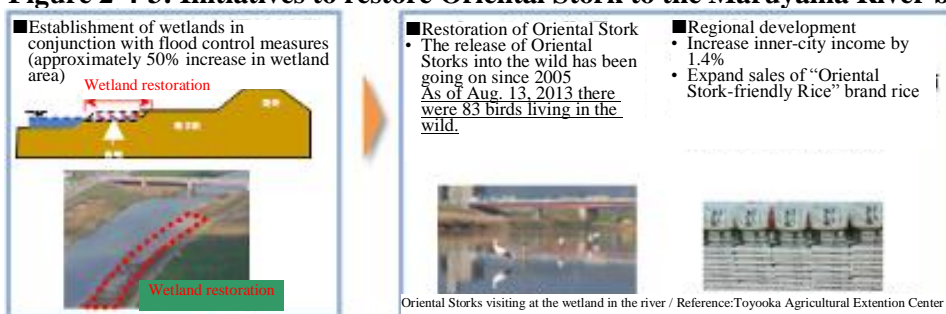 Figure 2-4-3: Initiatives to restore Oriental Stork to the Maruyama River
■Establishment of wetlands in
conjunction with flood control measures
(approximately 50% increase in wetland
area)
Wetland restoration
Wetland restoration
■Restoration of Oriental Stork
• The release of Oriental
Storks into the wild has been
going on since 2005
As of Aug. 13, 2013 there
were 83 birds living in the
wild.
■Regional development
• Increase inner-city income by
1.4%
• Expand sales of “Oriental
Stork-friendly Rice” brand rice
Oriental Storks visiting at the wetland in the river / Reference:Toyooka Agricultural Extention Center